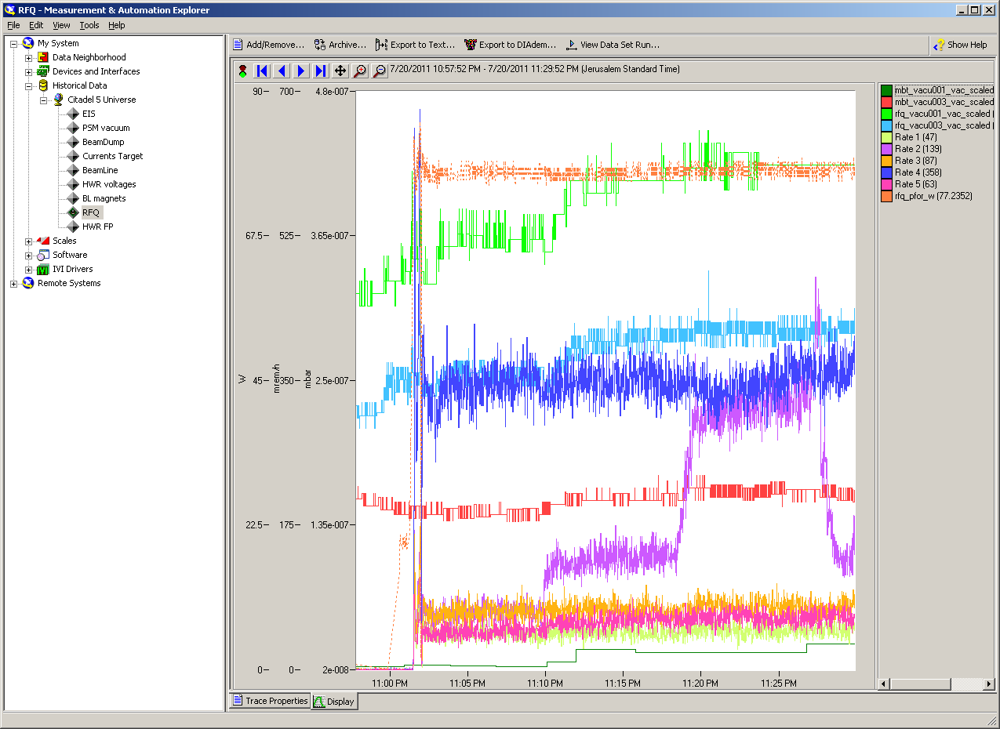 RFQ - Measurement & Automation Explorer
File Edit View Tools Help
My System
Data Neighborhood
Devices and Interfaces
Historical Data
Citadel 5 Universe
EIS
PSM vacuum
BeamDump
Currents Target
BeamLine
HWR voltages
BL magnets
RFQ
HWR FP
Scales
Software
IVI Drivers
Remote Systems
Add/Remove... Archive... Export to Text... Export to DIAdem... View Data Set Run... Show Help
7/20/2011 10:57:52 PM - 7/20/2011 11:29:52 PM (Jerusalem Standard Time)
90 700 4.8e-007
67.5 525 3.65e-007
W 45 mrem/h 350 mbar 2.5e-007
22.5 175 1.35e-007
0 0 2e-008
11:00 PM 11:05 PM 11:10 PM 11:15 PM 11:20 PM 11:25 PM
mbt_vacu001_vac_scaled
mbt_vacu003_vac_scaled
rfq_vacu001_vac_scaled
rfq_vacu003_vac_scaled
Rate 1 (47)
Rate 2 (139)
Rate 3 (87)
Rate 4 (358)
Rate 5 (63)
rfq_pfor_w (77.2352)
Trace Properties Display